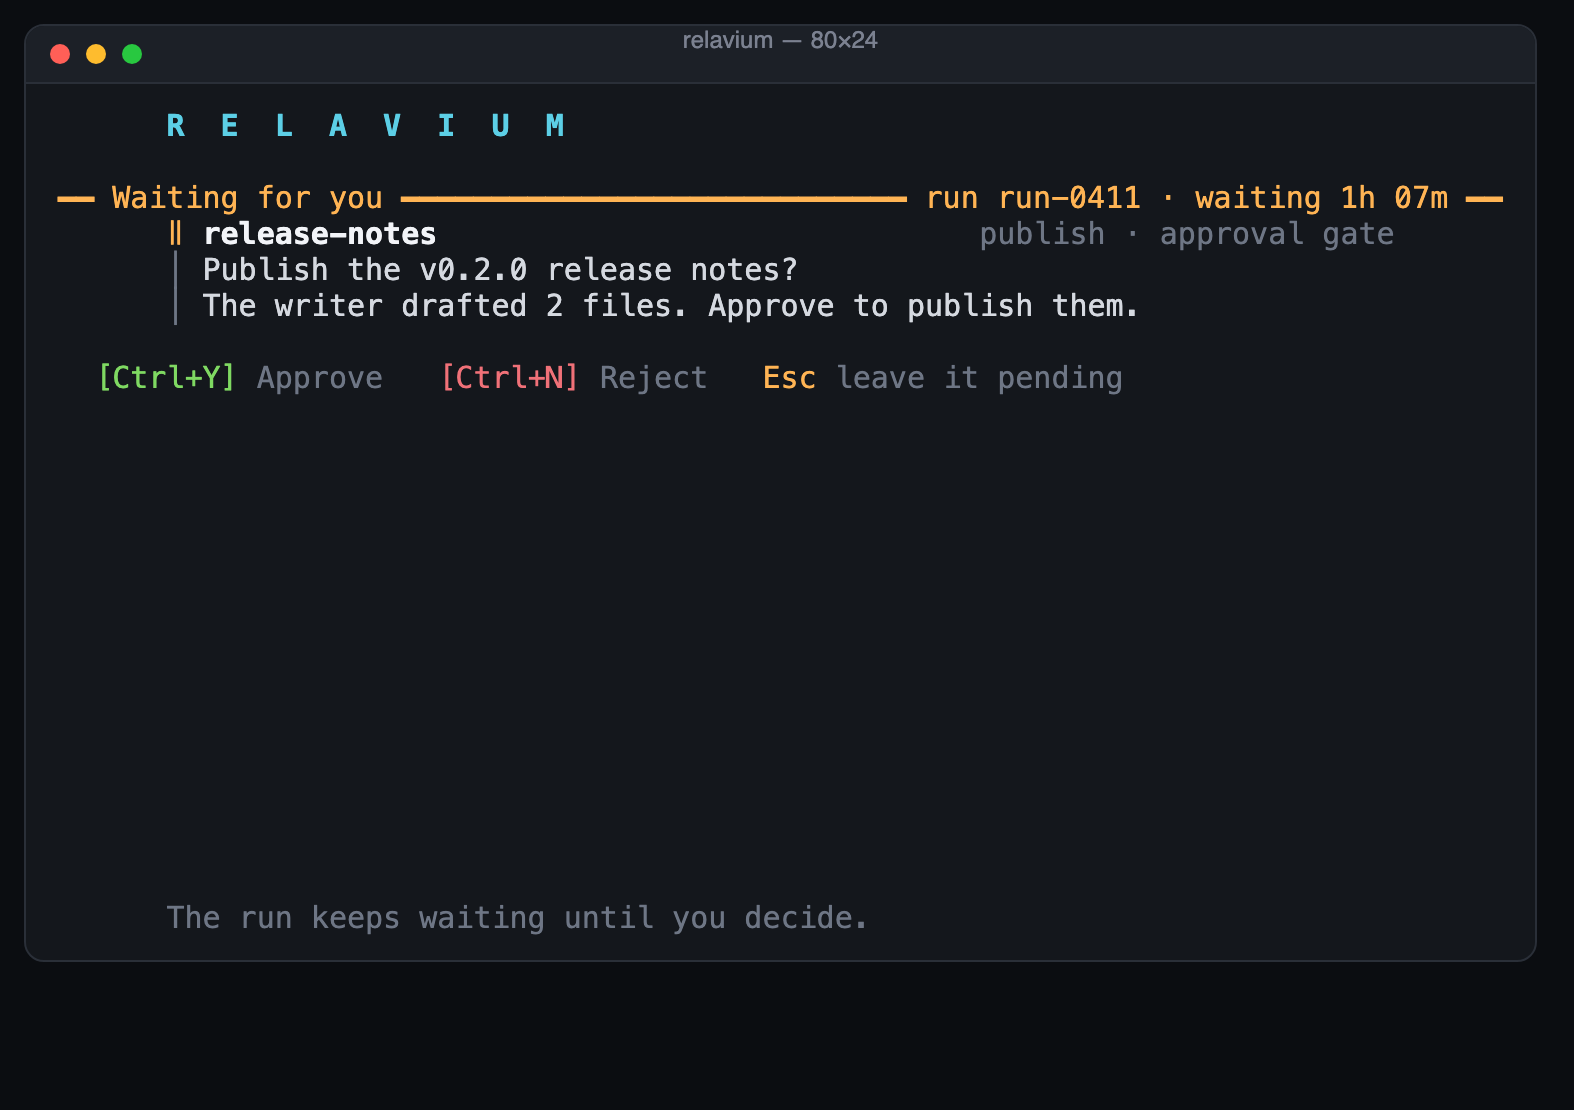 relavium — 80×24
R E L A V I U M
Waiting for you run run-0411 · waiting 1h 07m
release-notes publish · approval gate
Publish the v0.2.0 release notes?
The writer drafted 2 files. Approve to publish them.
[Ctrl+Y] Approve [Ctrl+N] Reject Esc leave it pending
The run keeps waiting until you decide.